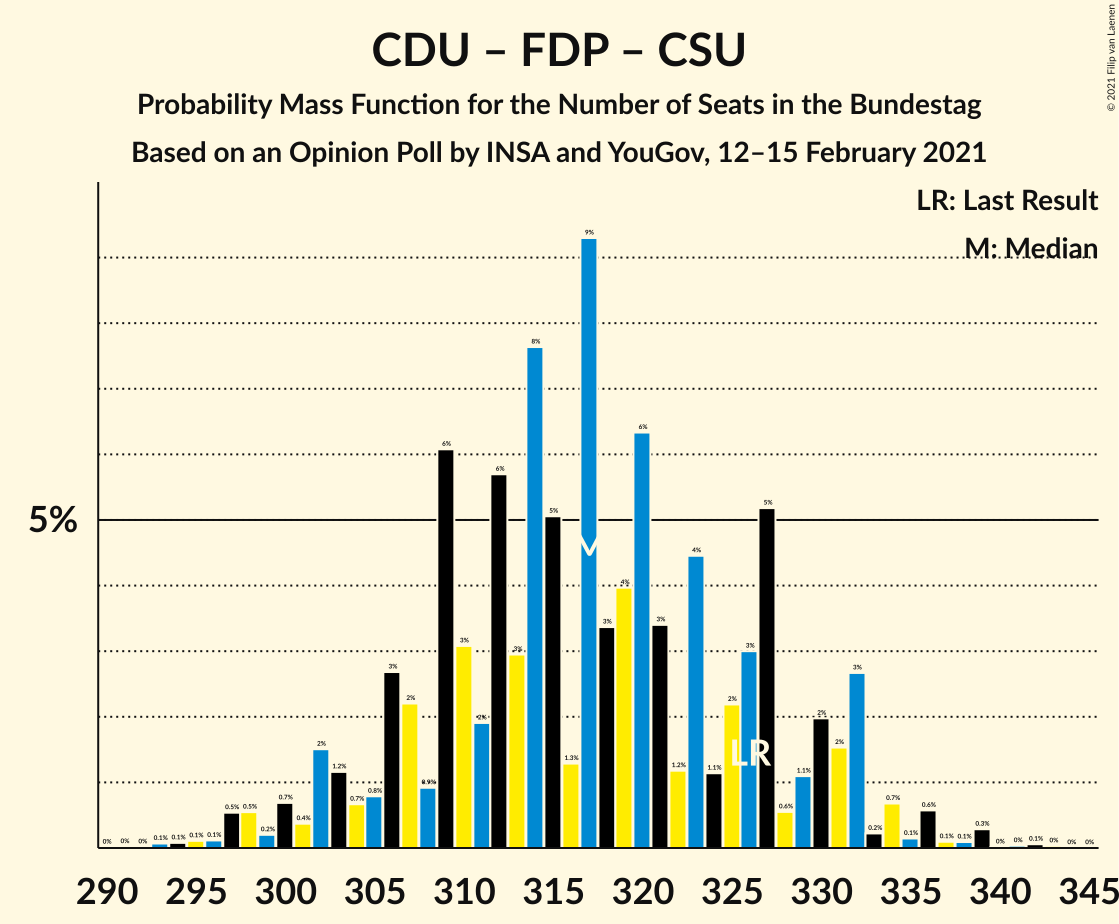 CDU – FDP – CSU
Probability Mass Function for the Number of Seats in the Bundestag
Based on an Opinion Poll by INSA and YouGov, 12–15 February 2021
© 2021 Filip van Laenen
LR: Last Result
M: Median
5%
0% 0% 0% 0.1% 0.1% 0.1% 0.1% 0.5% 0.5% 0.2% 0.7% 0.4% 2% 1.2% 0.7% 0.8% 3% 2% 0.9% 6% 3% 2% 6% 3% 8% 5% 1.3% 9% 3% 4% 6% 3% 1.2% 4% 1.1% 2% 3% 5% 0.6% 1.1% 2% 2% 3% 0.2% 0.7% 0.1% 0.6% 0.1% 0.1% 0.3% 0% 0% 0.1% 0% 0% 0%
M
LR
290 295 300 305 310 315 320 325 330 335 340 345